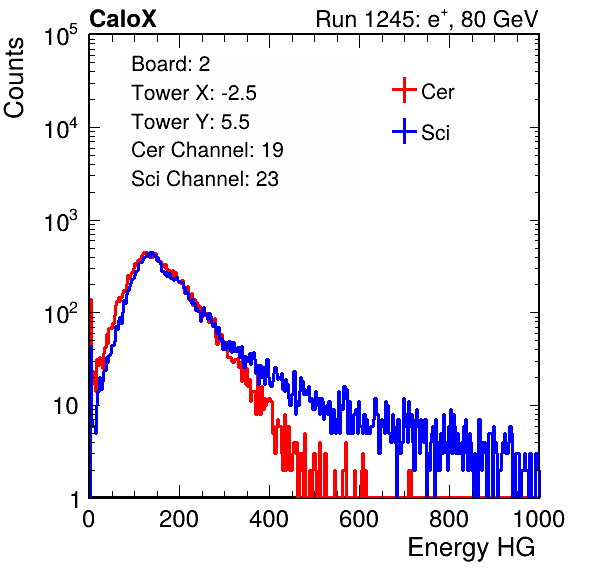 CaloX Run 1245: e⁺, 80 GeV
Counts
Board: 2
Tower X: -2.5
Tower Y: 5.5
Cer Channel: 19
Sci Channel: 23
Cer
Sci
10⁵
10⁴
10³
10²
10
1
0 200 400 600 800 1000
Energy HG